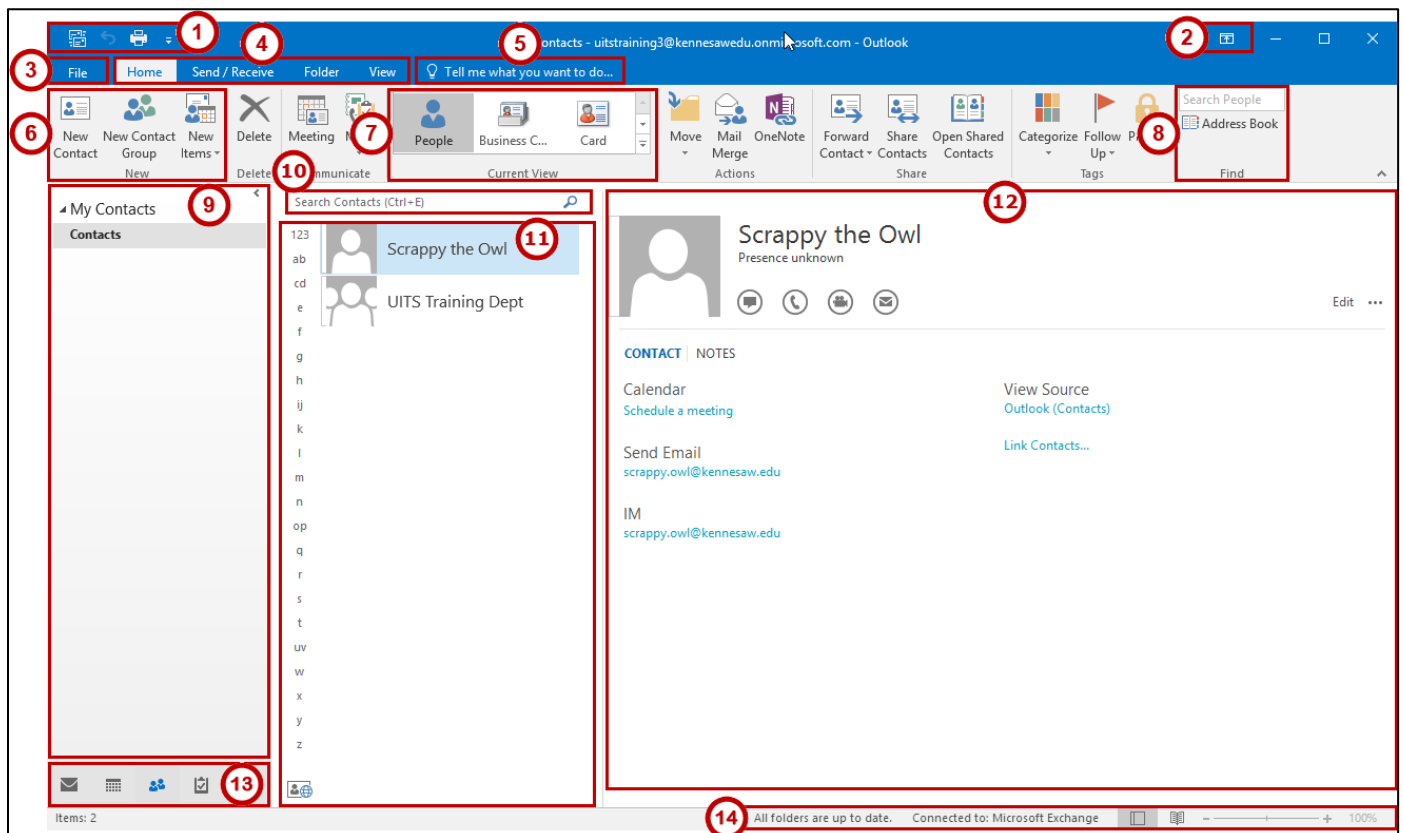 1
2
ontacts - uitstraining3@kennesawedu.onmicrosoft.com - Outlook
3
4
5
File
Home
Send / Receive
Folder
View
Tell me what you want to do...
6
New Contact
New Contact Group
New Items
New
Delete
Delete
Meeting
mmunicate
7
People
Business C...
Card
Current View
Move
Mail Merge
OneNote
Actions
Forward Contact
Share Contacts
Open Shared Contacts
Share
Categorize
Follow Up
Tags
8
Search People
Address Book
Find
9
My Contacts
Contacts
10
Search Contacts (Ctrl+E)
11
123
ab
cd
e
f
g
h
ij
k
l
m
n
op
q
r
s
t
uv
w
x
y
z
Scrappy the Owl
UITS Training Dept
12
Scrappy the Owl
Presence unknown
Edit ...
CONTACT | NOTES
Calendar
Schedule a meeting
Send Email
scrappy.owl@kennesaw.edu
IM
scrappy.owl@kennesaw.edu
View Source
Outlook (Contacts)
Link Contacts...
13
Items: 2
14
All folders are up to date.
Connected to: Microsoft Exchange
- + 100%